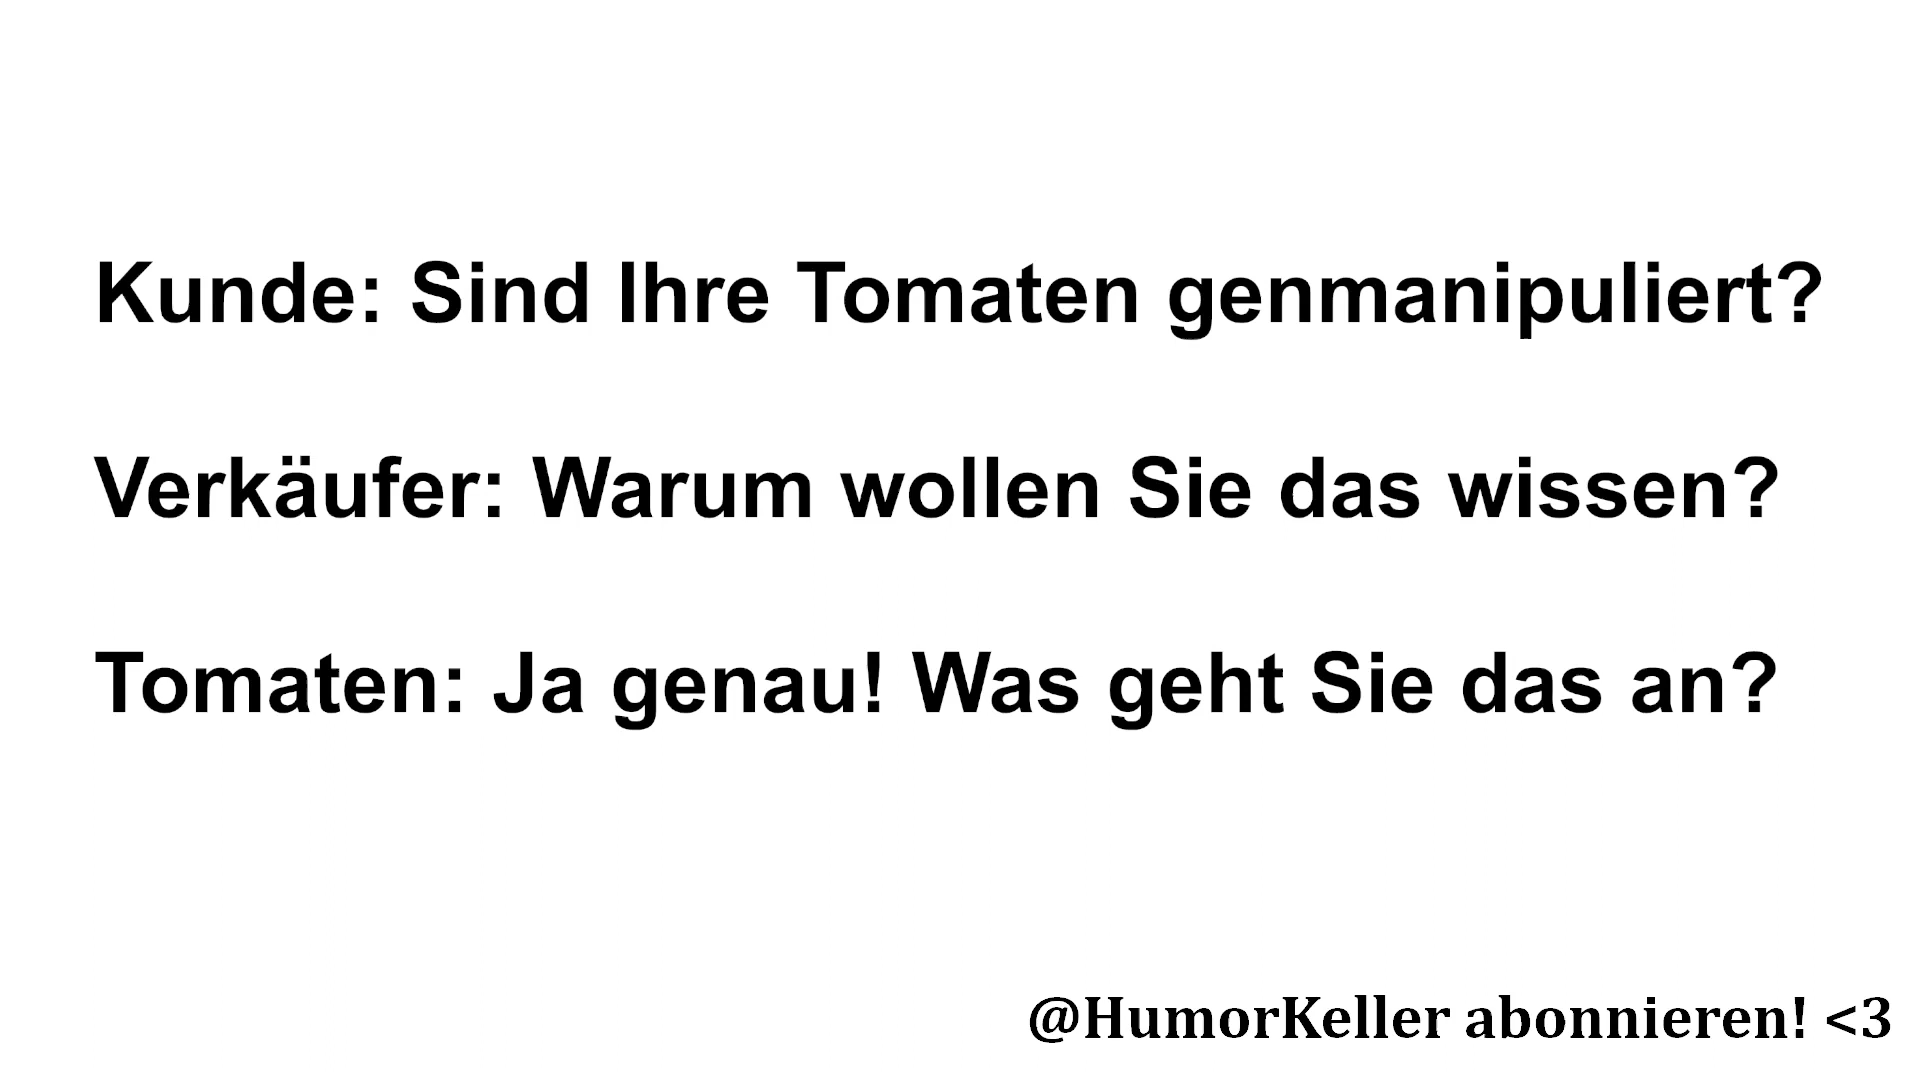 Kunde: Sind Ihre Tomaten genmanipuliert?
Verkäufer: Warum wollen Sie das wissen?
Tomaten: Ja genau! Was geht Sie das an?
@HumorKeller abonnieren! <3